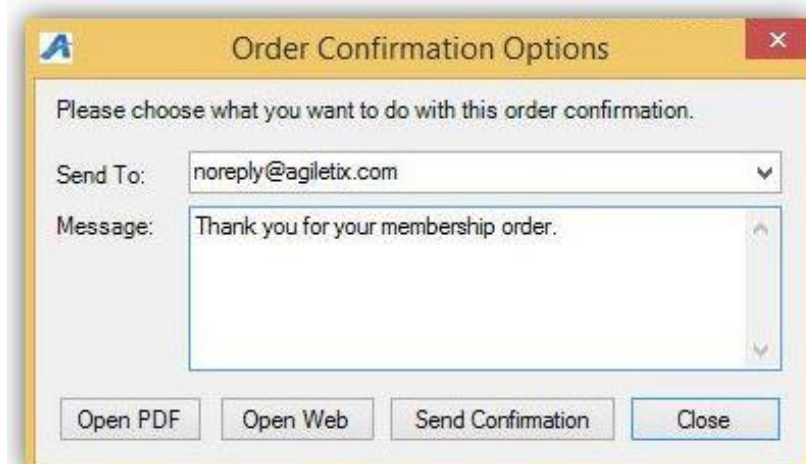 Order Confirmation Options
Please choose what you want to do with this order confirmation.
Send To: noreply@agiletix.com
Message: Thank you for your membership order.
Open PDF Open Web Send Confirmation Close